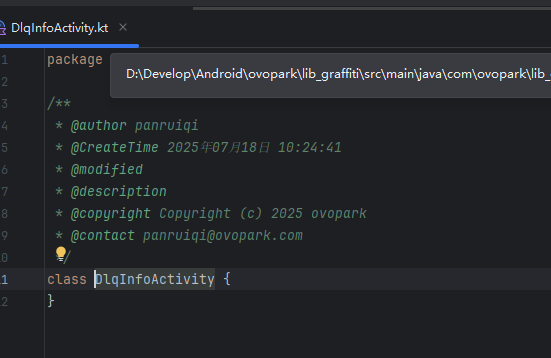 DlqInfoActivity.kt
1 package
D:\Develop\Android\ovopark\lib_graffiti\src\main\java\com\ovopark\lib_
2
3 /**
4 * @author panruiqi
5 * @CreateTime 2025年07月18日 10:24:41
6 * @modified
7 * @description
8 * @copyright Copyright (c) 2025 ovopark
9 * @contact panruiqi@ovopark.com
10 /
11 class DlqInfoActivity {
12 }